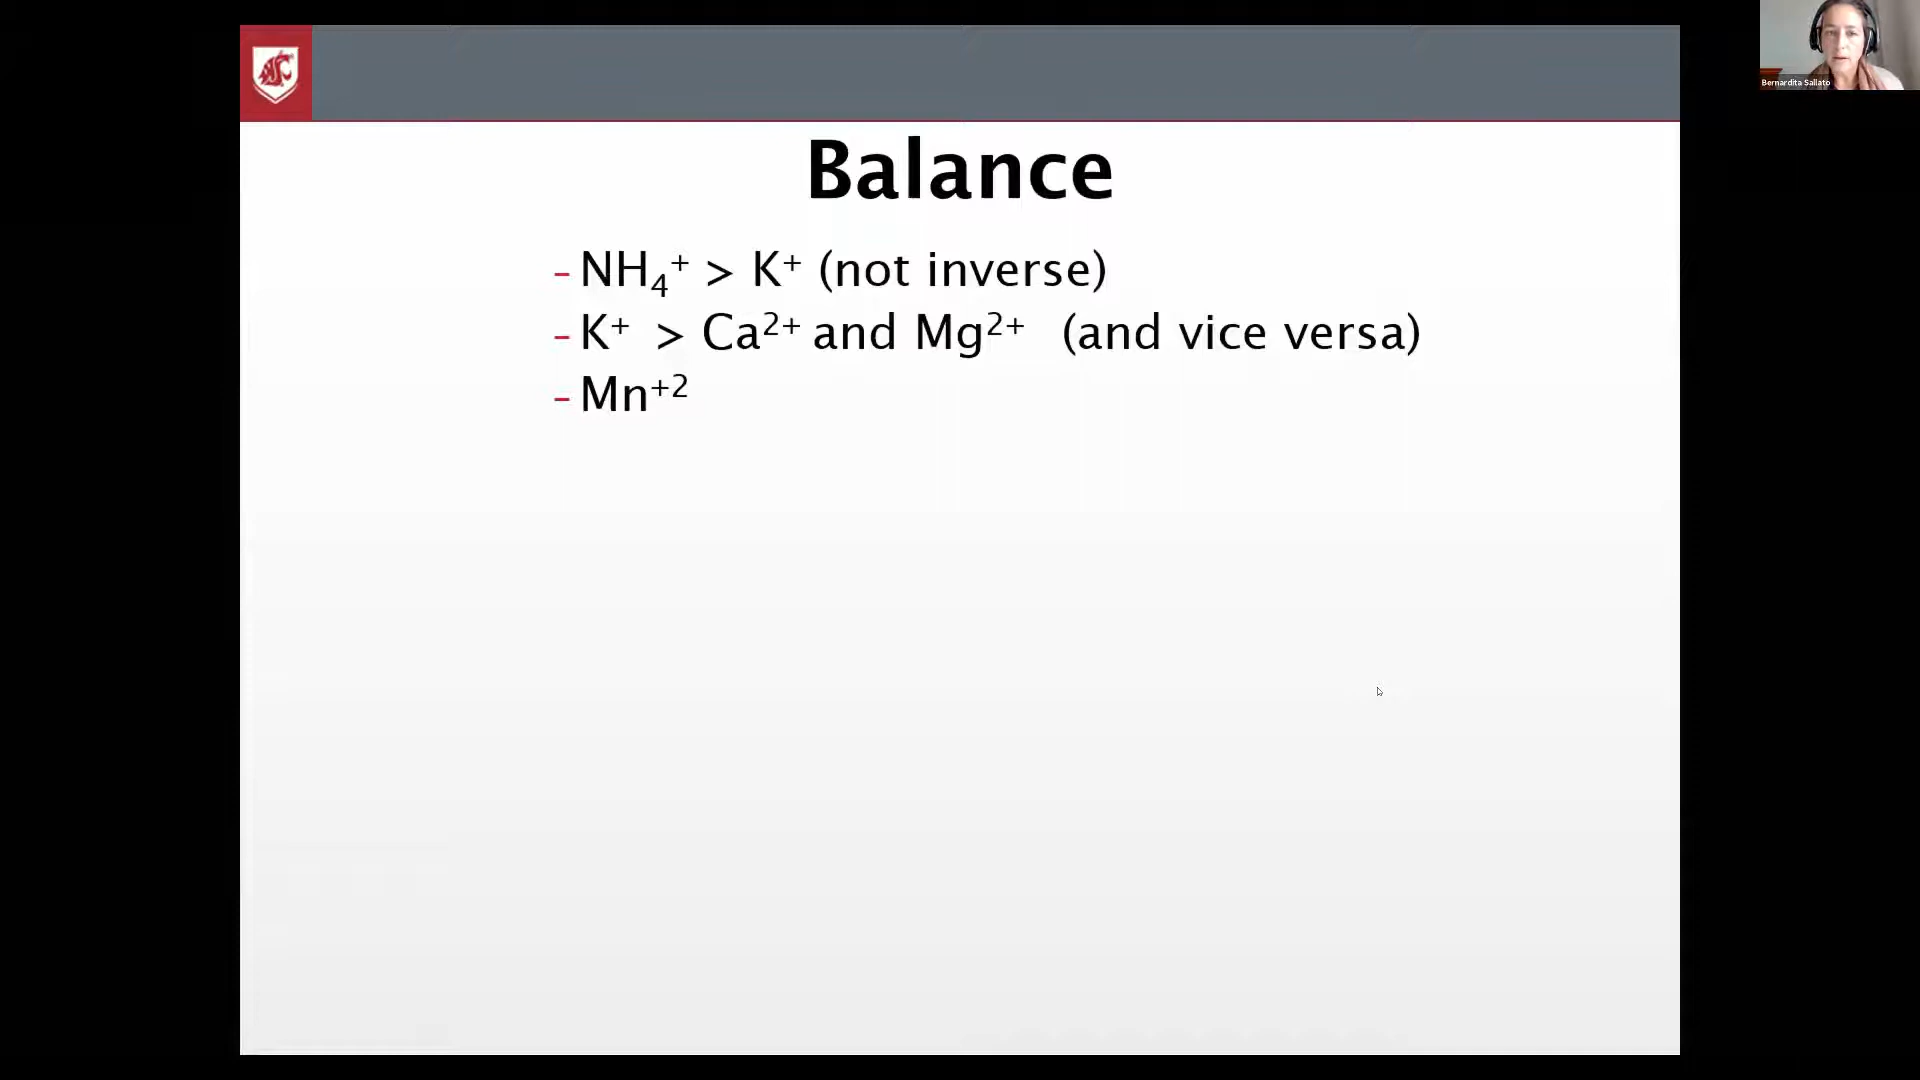 Balance
- NH₄⁺ > K⁺ (not inverse)
- K⁺ > Ca²⁺ and Mg²⁺ (and vice versa)
- Mn⁺²
Bernardita Sallato